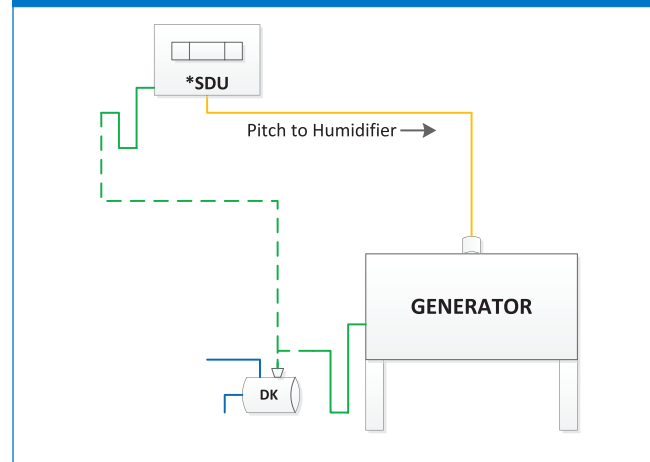 *SDU
Pitch to Humidifier
GENERATOR
DK